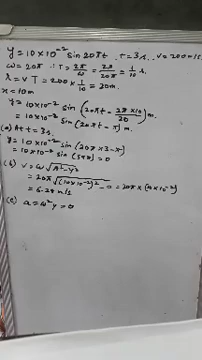 y = 10×10⁻² sin 20πt . t = 3s, v = 200 m/s
ω = 20π ∴ T = 2π/ω = 2π/20π = 1/10 s.
λ = v T = 200 × 1/10 = 20m.
x = 10m
y = 10×10⁻² sin (20πt - 2π×10/20) m.
= 10×10⁻² sin (20πt - π) m.
(a) At t = 3s.
y = 10×10⁻² sin (20π×3 - π)
= 10×10⁻² sin (59π) = 0
(b) v = ω √A²-y²
= 20π √(10×10⁻²)² - 0 = 20π × (10×10⁻²)
= 6.28 m/s
(c) a = ω² y = 0